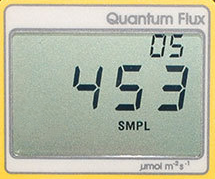 Quantum Flux
05
453
SMPL
µmol m⁻² s⁻¹